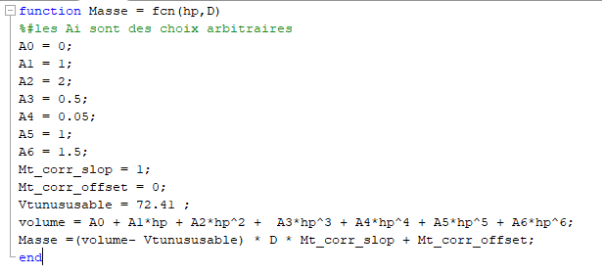 function Masse = fcn(hp,D)
%#les Ai sont des choix arbitraires
A0 = 0;
A1 = 1;
A2 = 2;
A3 = 0.5;
A4 = 0.05;
A5 = 1;
A6 = 1.5;
Mt_corr_slop = 1;
Mt_corr_offset = 0;
Vtunususable = 72.41 ;
volume = A0 + A1*hp + A2*hp^2 +  A3*hp^3 + A4*hp^4 + A5*hp^5 + A6*hp^6;
Masse =(volume- Vtunususable) * D * Mt_corr_slop + Mt_corr_offset;
end